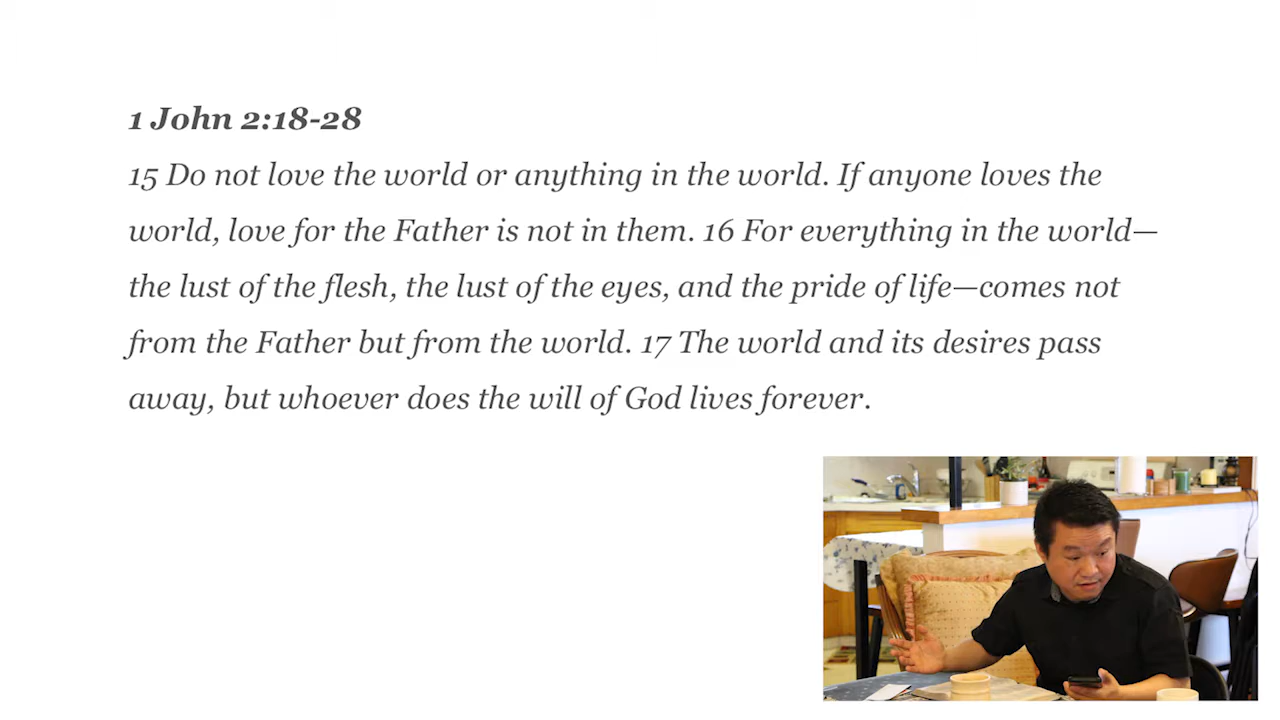 1 John 2:18-28
15 Do not love the world or anything in the world. If anyone loves the
world, love for the Father is not in them. 16 For everything in the world—
the lust of the flesh, the lust of the eyes, and the pride of life—comes not
from the Father but from the world. 17 The world and its desires pass
away, but whoever does the will of God lives forever.